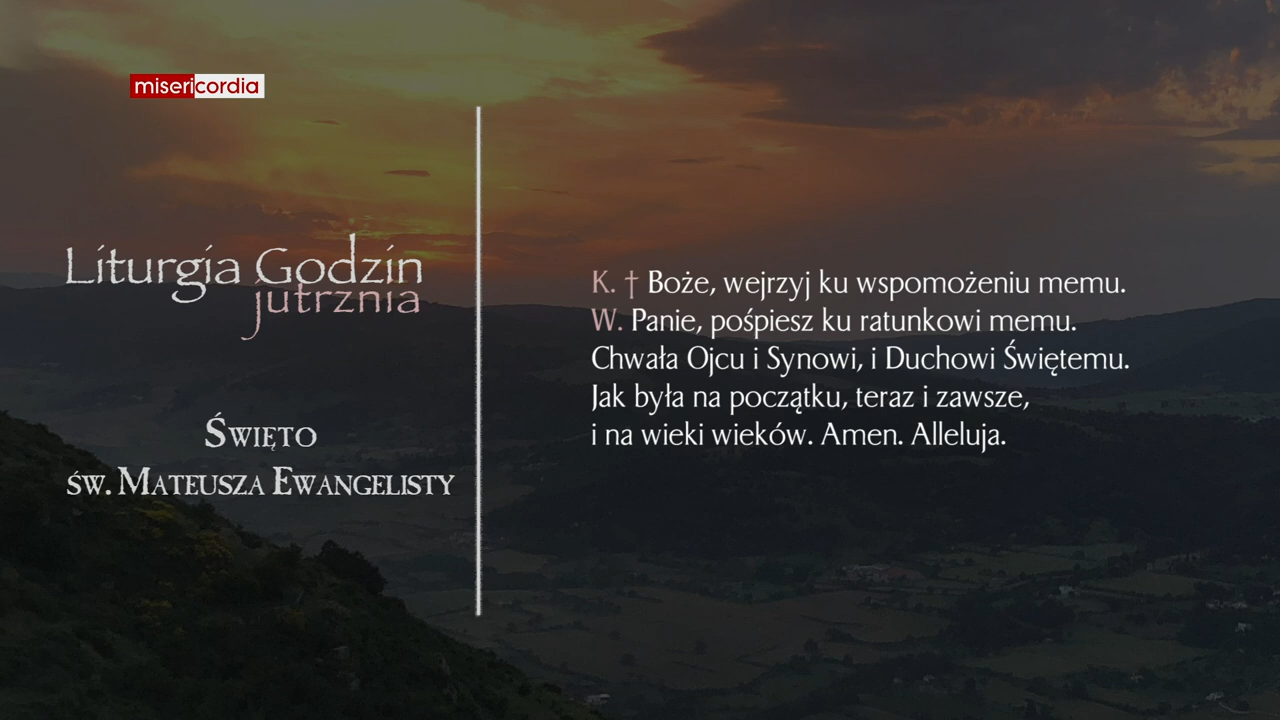 misericordia
Liturgia Godzin
jutrznia
Święto
św. Mateusza Ewangelisty
K. † Boże, wejrzyj ku wspomożeniu memu.
W. Panie, pośpiesz ku ratunkowi memu.
Chwała Ojcu i Synowi, i Duchowi Świętemu.
Jak była na początku, teraz i zawsze,
i na wieki wieków. Amen. Alleluja.